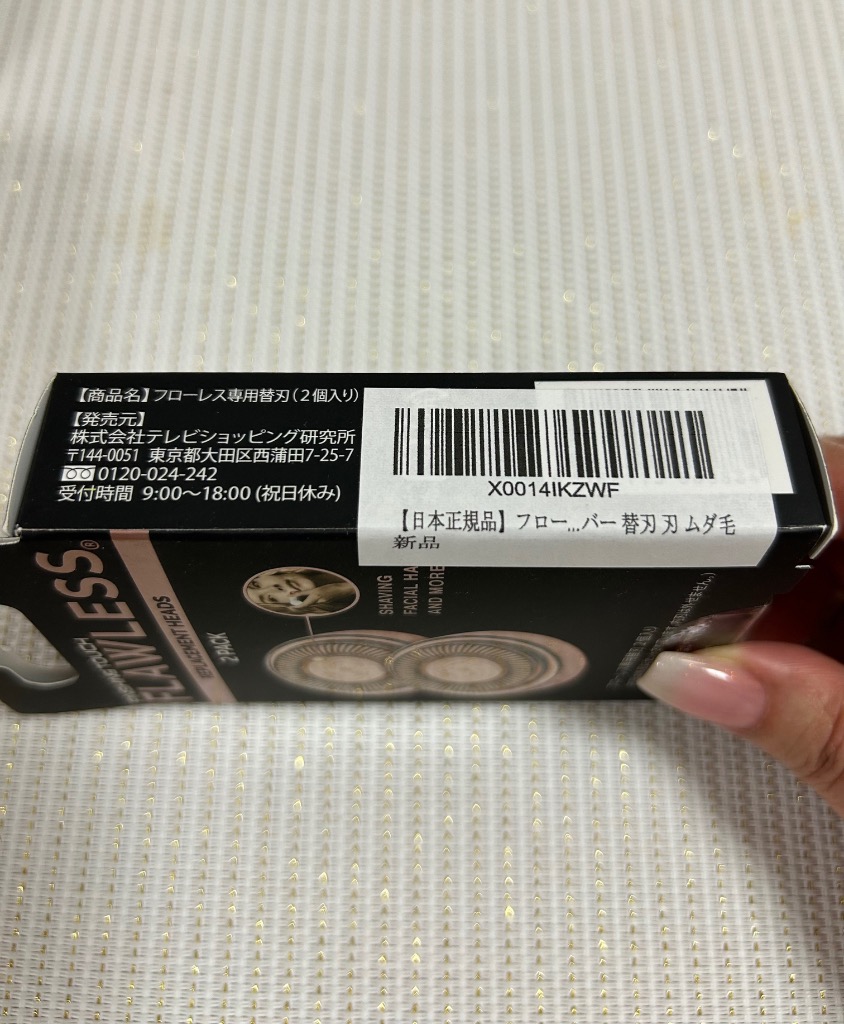 【商品名】フローレス専用替刃(2個入り)
【発売元】
株式会社テレビショッピング研究所
〒144-0051 東京都大田区西蒲田7-25-7
0120-024-242
受付時間 9:00〜18:00 (祝日休み)
X0014IKZWF
【日本正規品】フロー...バー 替刃 刃 ムダ毛
新品
LAWLESS®
REPLACEMENT HEADS
2 PACK
SHAVING
FACIAL HA
AND MORE